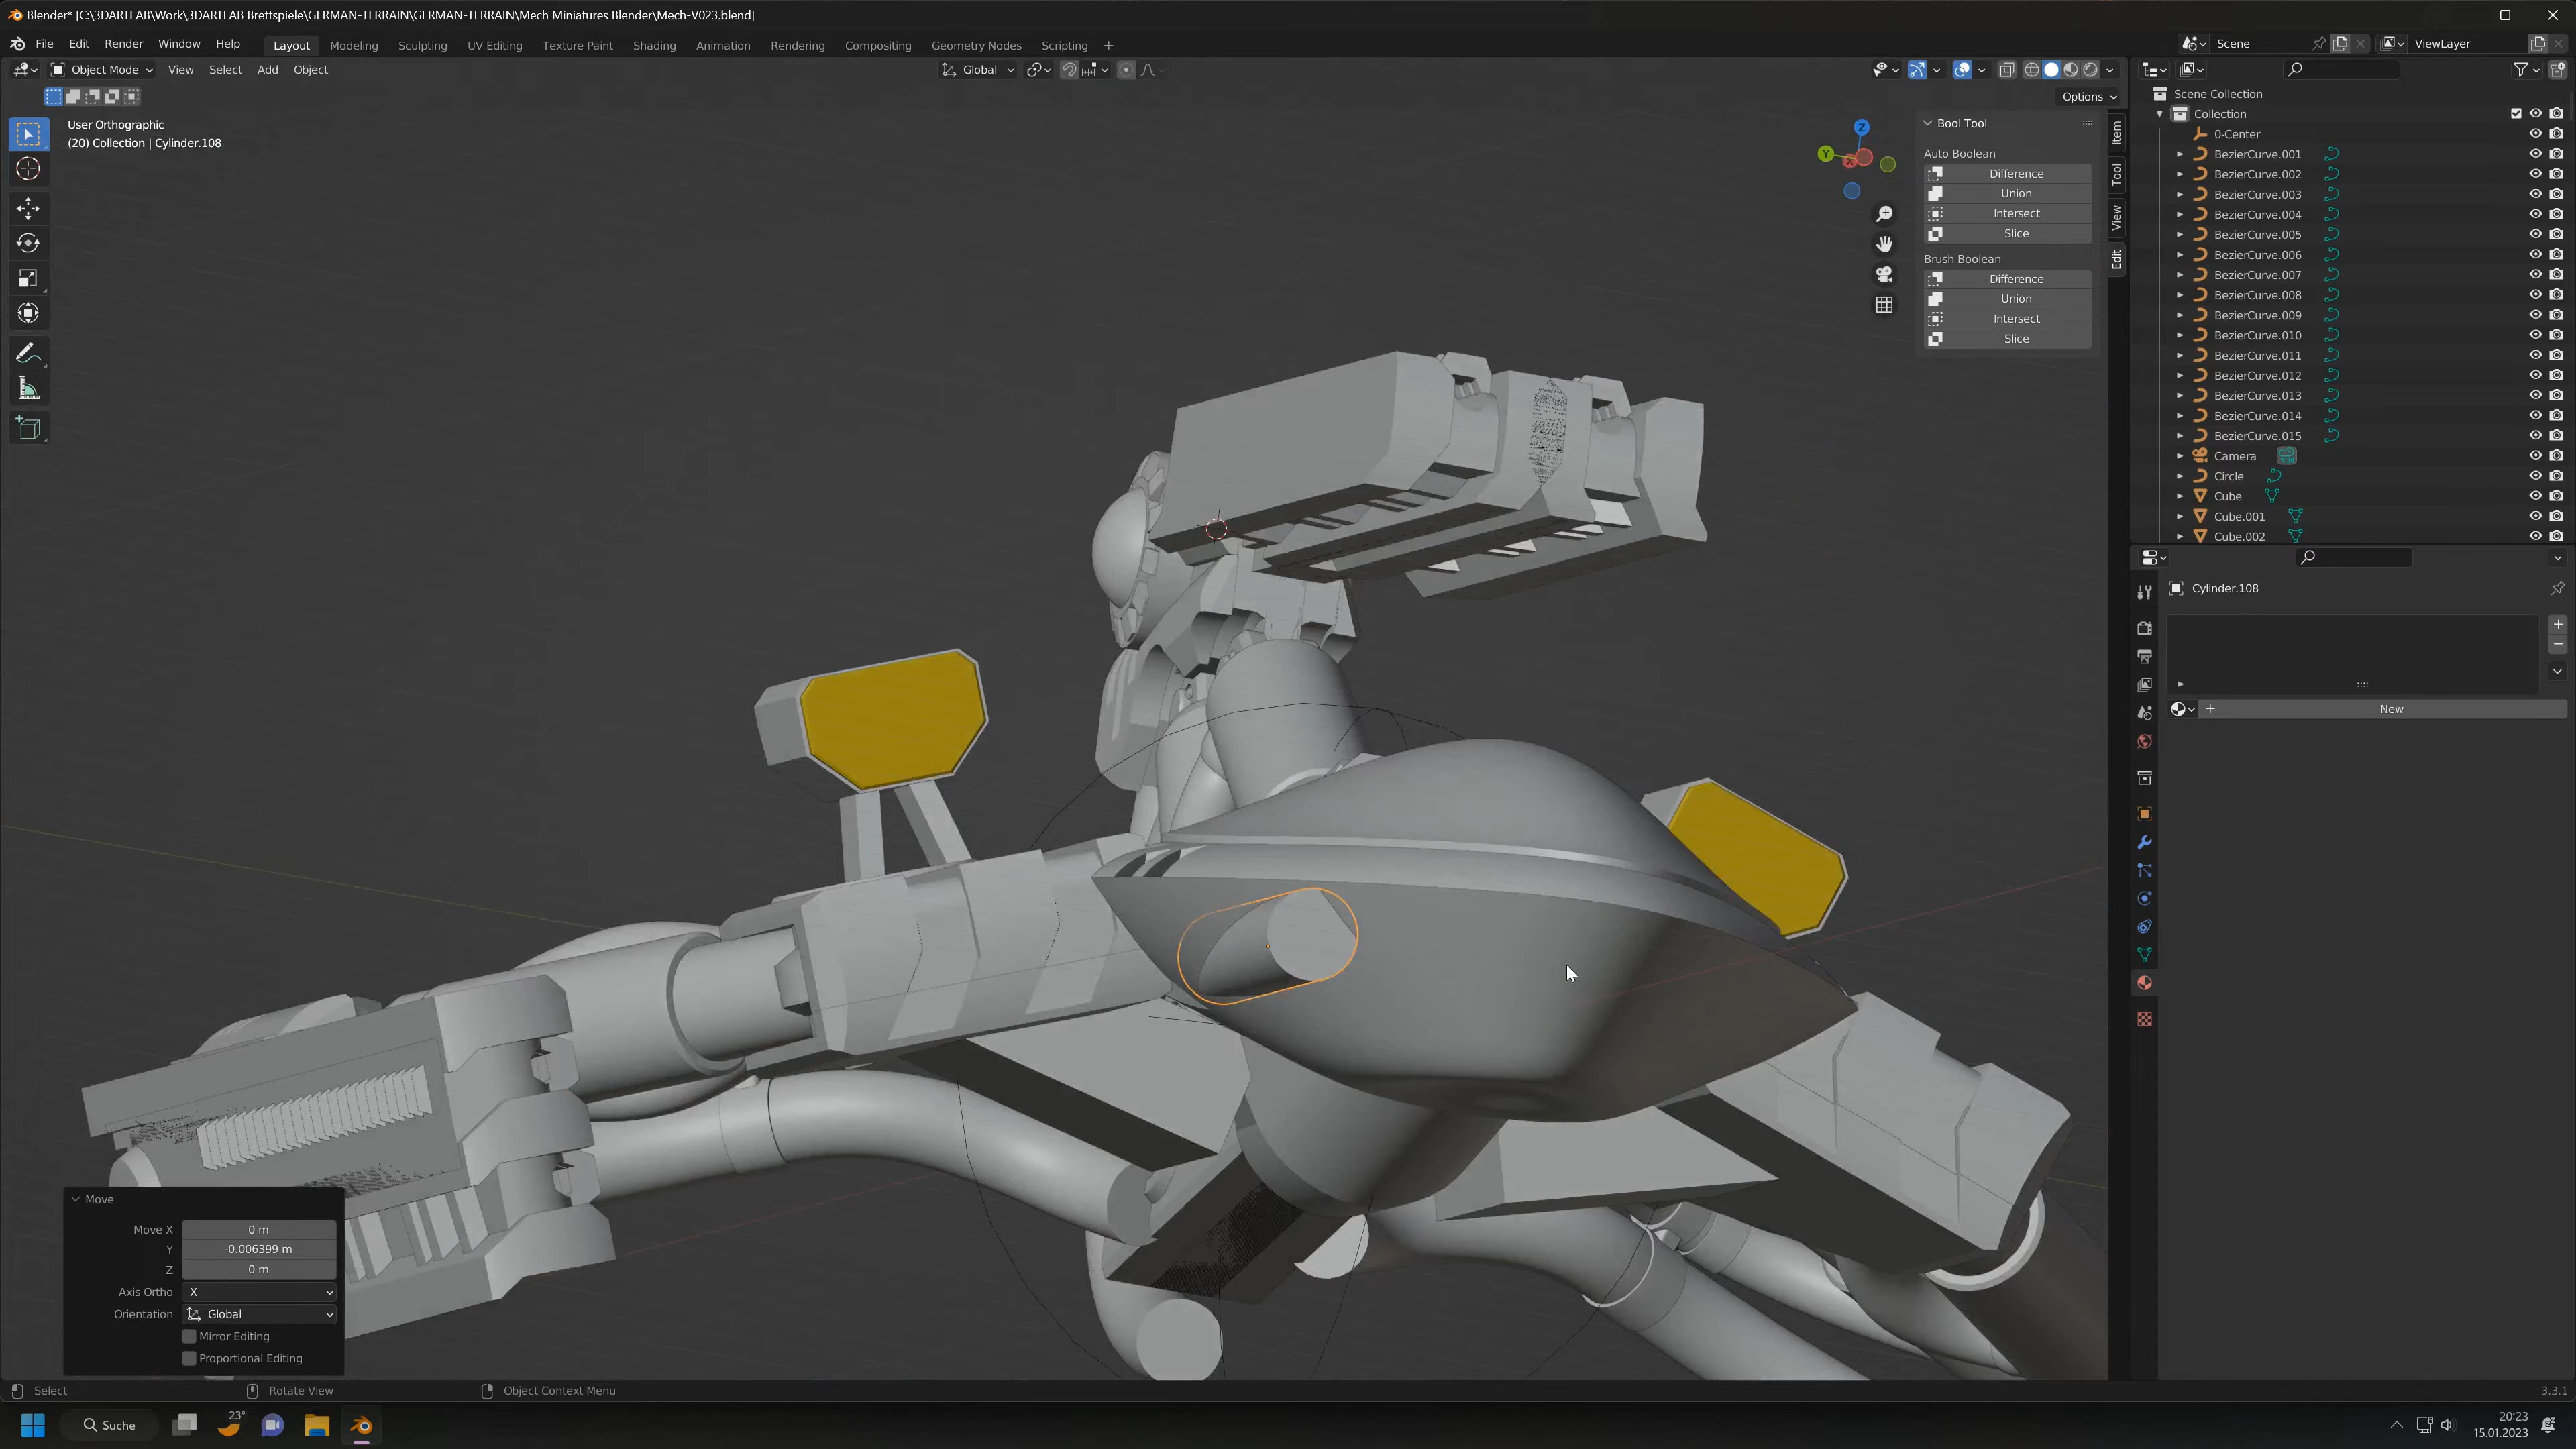 Blender* [C:\3DARTLAB\Work\3DARTLAB Brettspiele\GERMAN-TERRAIN\GERMAN-TERRAIN\Mech Miniatures Blender\Mech-V023.blend]
File Edit Render Window Help Layout Modeling Sculpting UV Editing Texture Paint Shading Animation Rendering Compositing Geometry Nodes Scripting + Scene ViewLayer
Object Mode View Select Add Object Global
Options
User Orthographic
(20) Collection | Cylinder.108
Z
Y
X
Bool Tool
Auto Boolean
Difference
Union
Intersect
Slice
Brush Boolean
Difference
Union
Intersect
Slice
Item
Tool
View
Edit
Scene Collection
Collection
0-Center
BezierCurve.001
BezierCurve.002
BezierCurve.003
BezierCurve.004
BezierCurve.005
BezierCurve.006
BezierCurve.007
BezierCurve.008
BezierCurve.009
BezierCurve.010
BezierCurve.011
BezierCurve.012
BezierCurve.013
BezierCurve.014
BezierCurve.015
Camera
Circle
Cube
Cube.001
Cube.002
Cylinder.108
New
Move
Move X 0 m
Y -0.006399 m
Z 0 m
Axis Ortho X
Orientation Global
Mirror Editing
Proportional Editing
Select Rotate View Object Context Menu 3.3.1
Suche 23°
20:23
15.01.2023